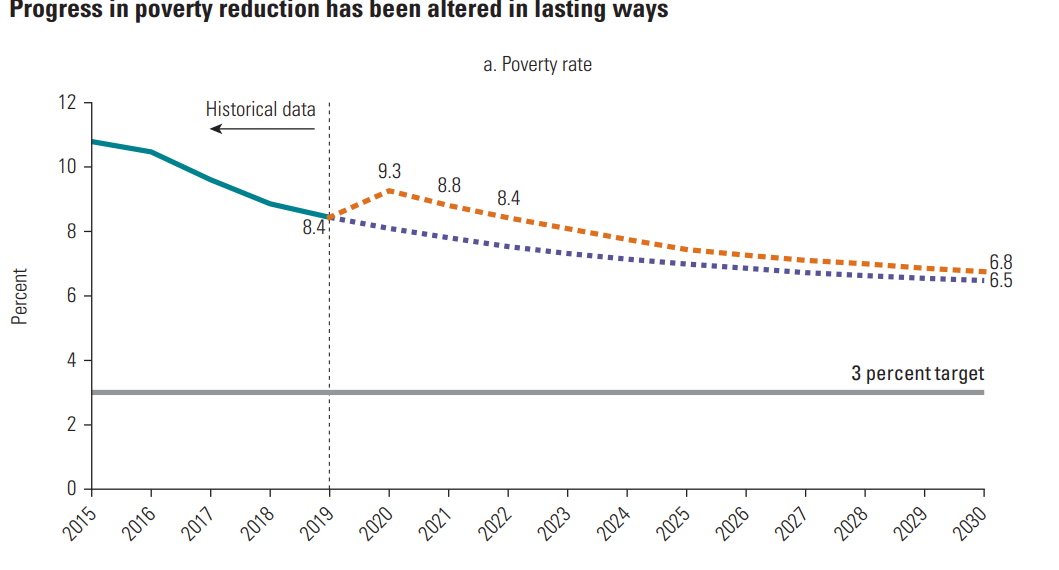 Progress in poverty reduction has been altered in lasting ways
a. Poverty rate
12
Historical data
10
9.3
8.8
8.4
8.4
8
6.8
6.5
6
Percent
4
3 percent target
2
0
2015 2016 2017 2018 2019 2020 2021 2022 2023 2024 2025 2026 2027 2028 2029 2030